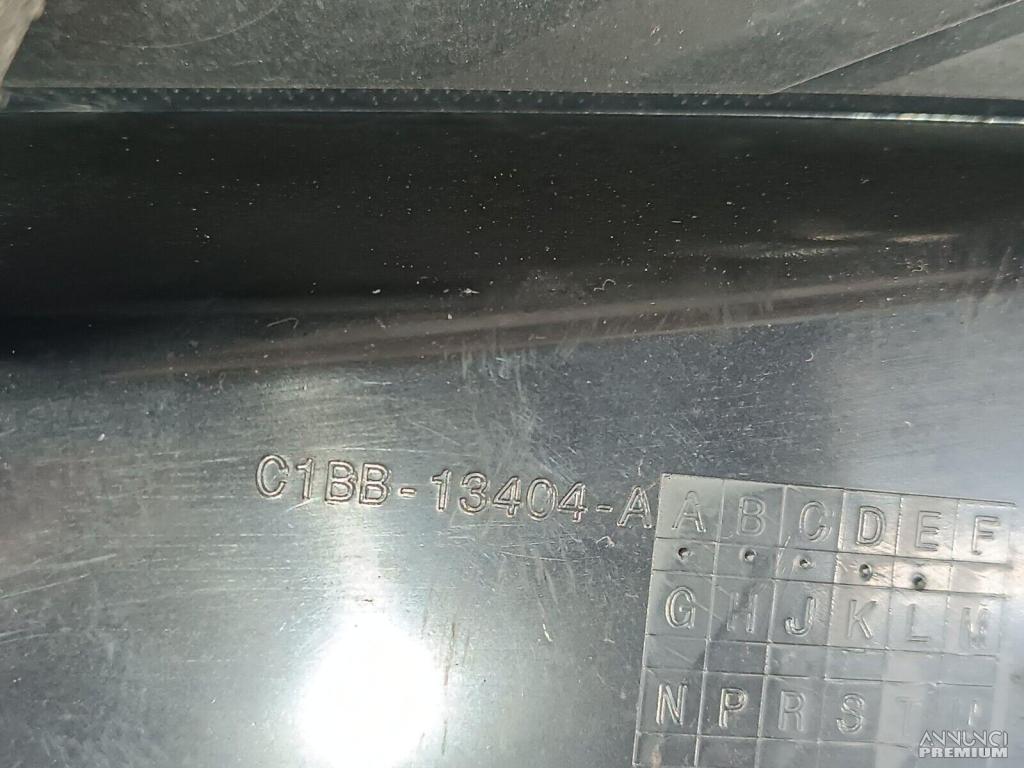 C1BB-13404-A
A B C D E F
G H J K L M
N P R S T U
ANNUNCI
PREMIUM